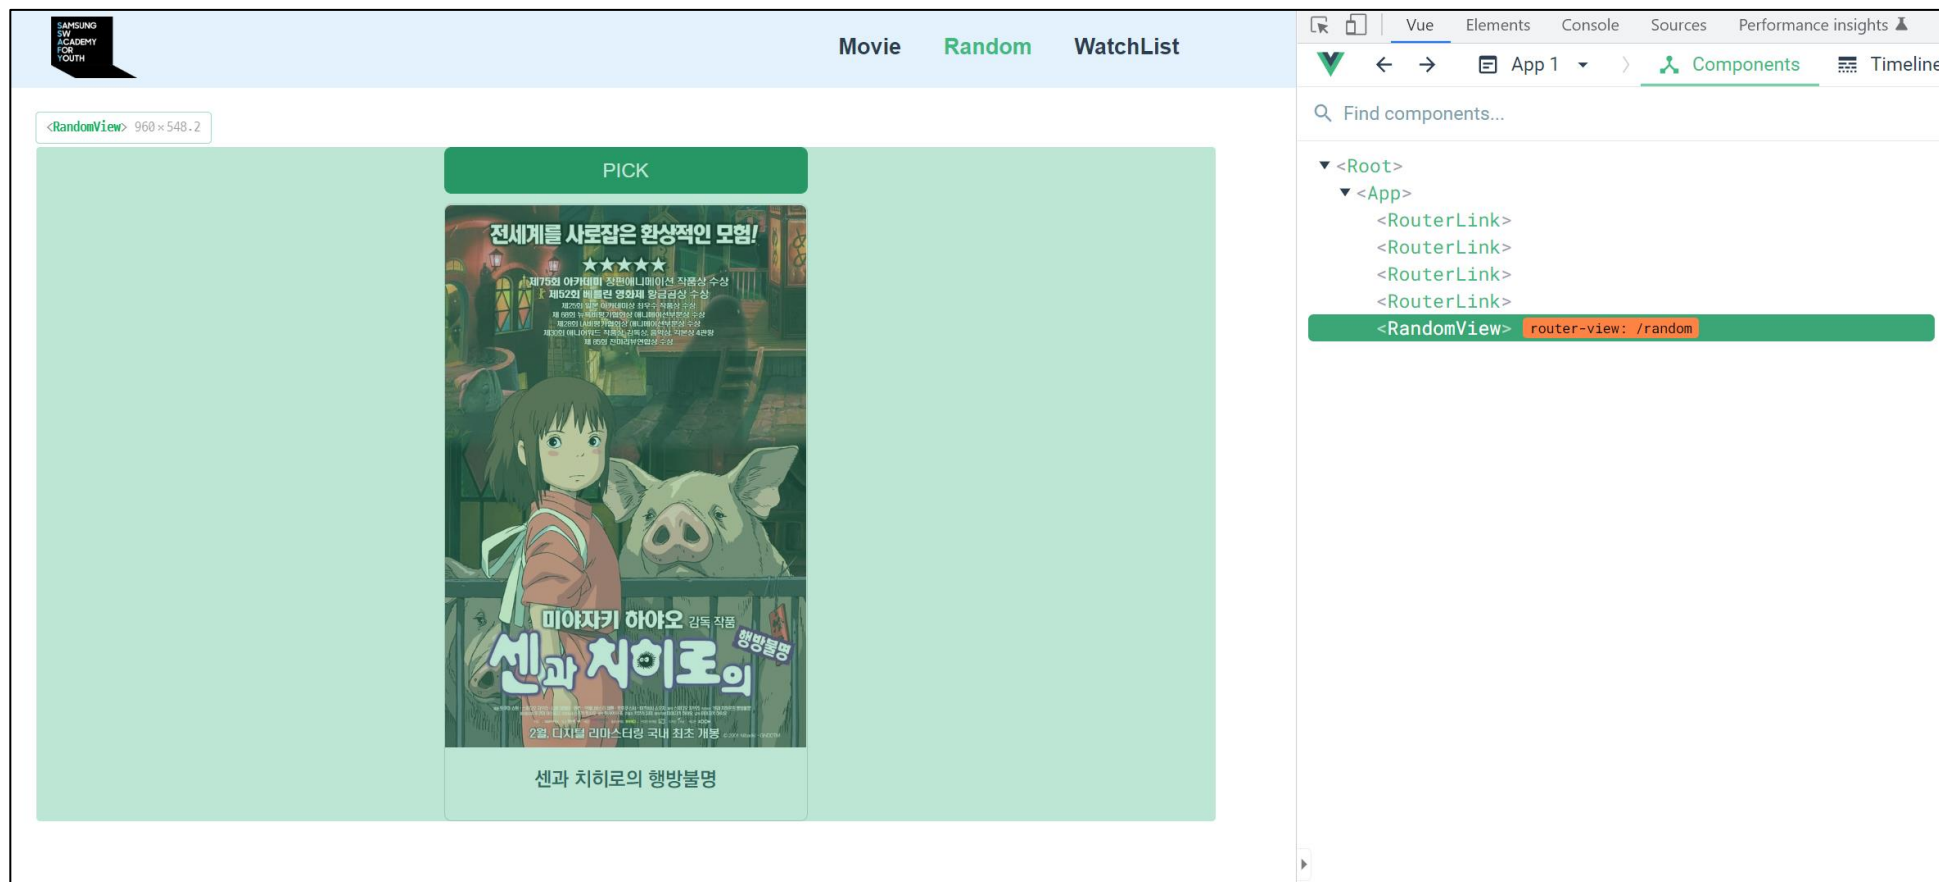 SAMSUNG
SW
ACADEMY
FOR
YOUTH
Movie Random WatchList
<RandomView> 960 × 548.2
PICK
전세계를 사로잡은 환상적인 모험!
★★★★★
제75회 아카데미 장편애니메이션 작품상 수상
제52회 베를린 영화제 황금곰상 수상
미야자키 하야오 감독 작품
센과 치히로의
행방불명
2월, 디지털 리마스터링 국내 최초 개봉
센과 치히로의 행방불명
Vue Elements Console Sources Performance insights
App 1 Components Timeline
Find components...
<Root>
<App>
<RouterLink>
<RouterLink>
<RouterLink>
<RouterLink>
<RandomView> router-view: /random